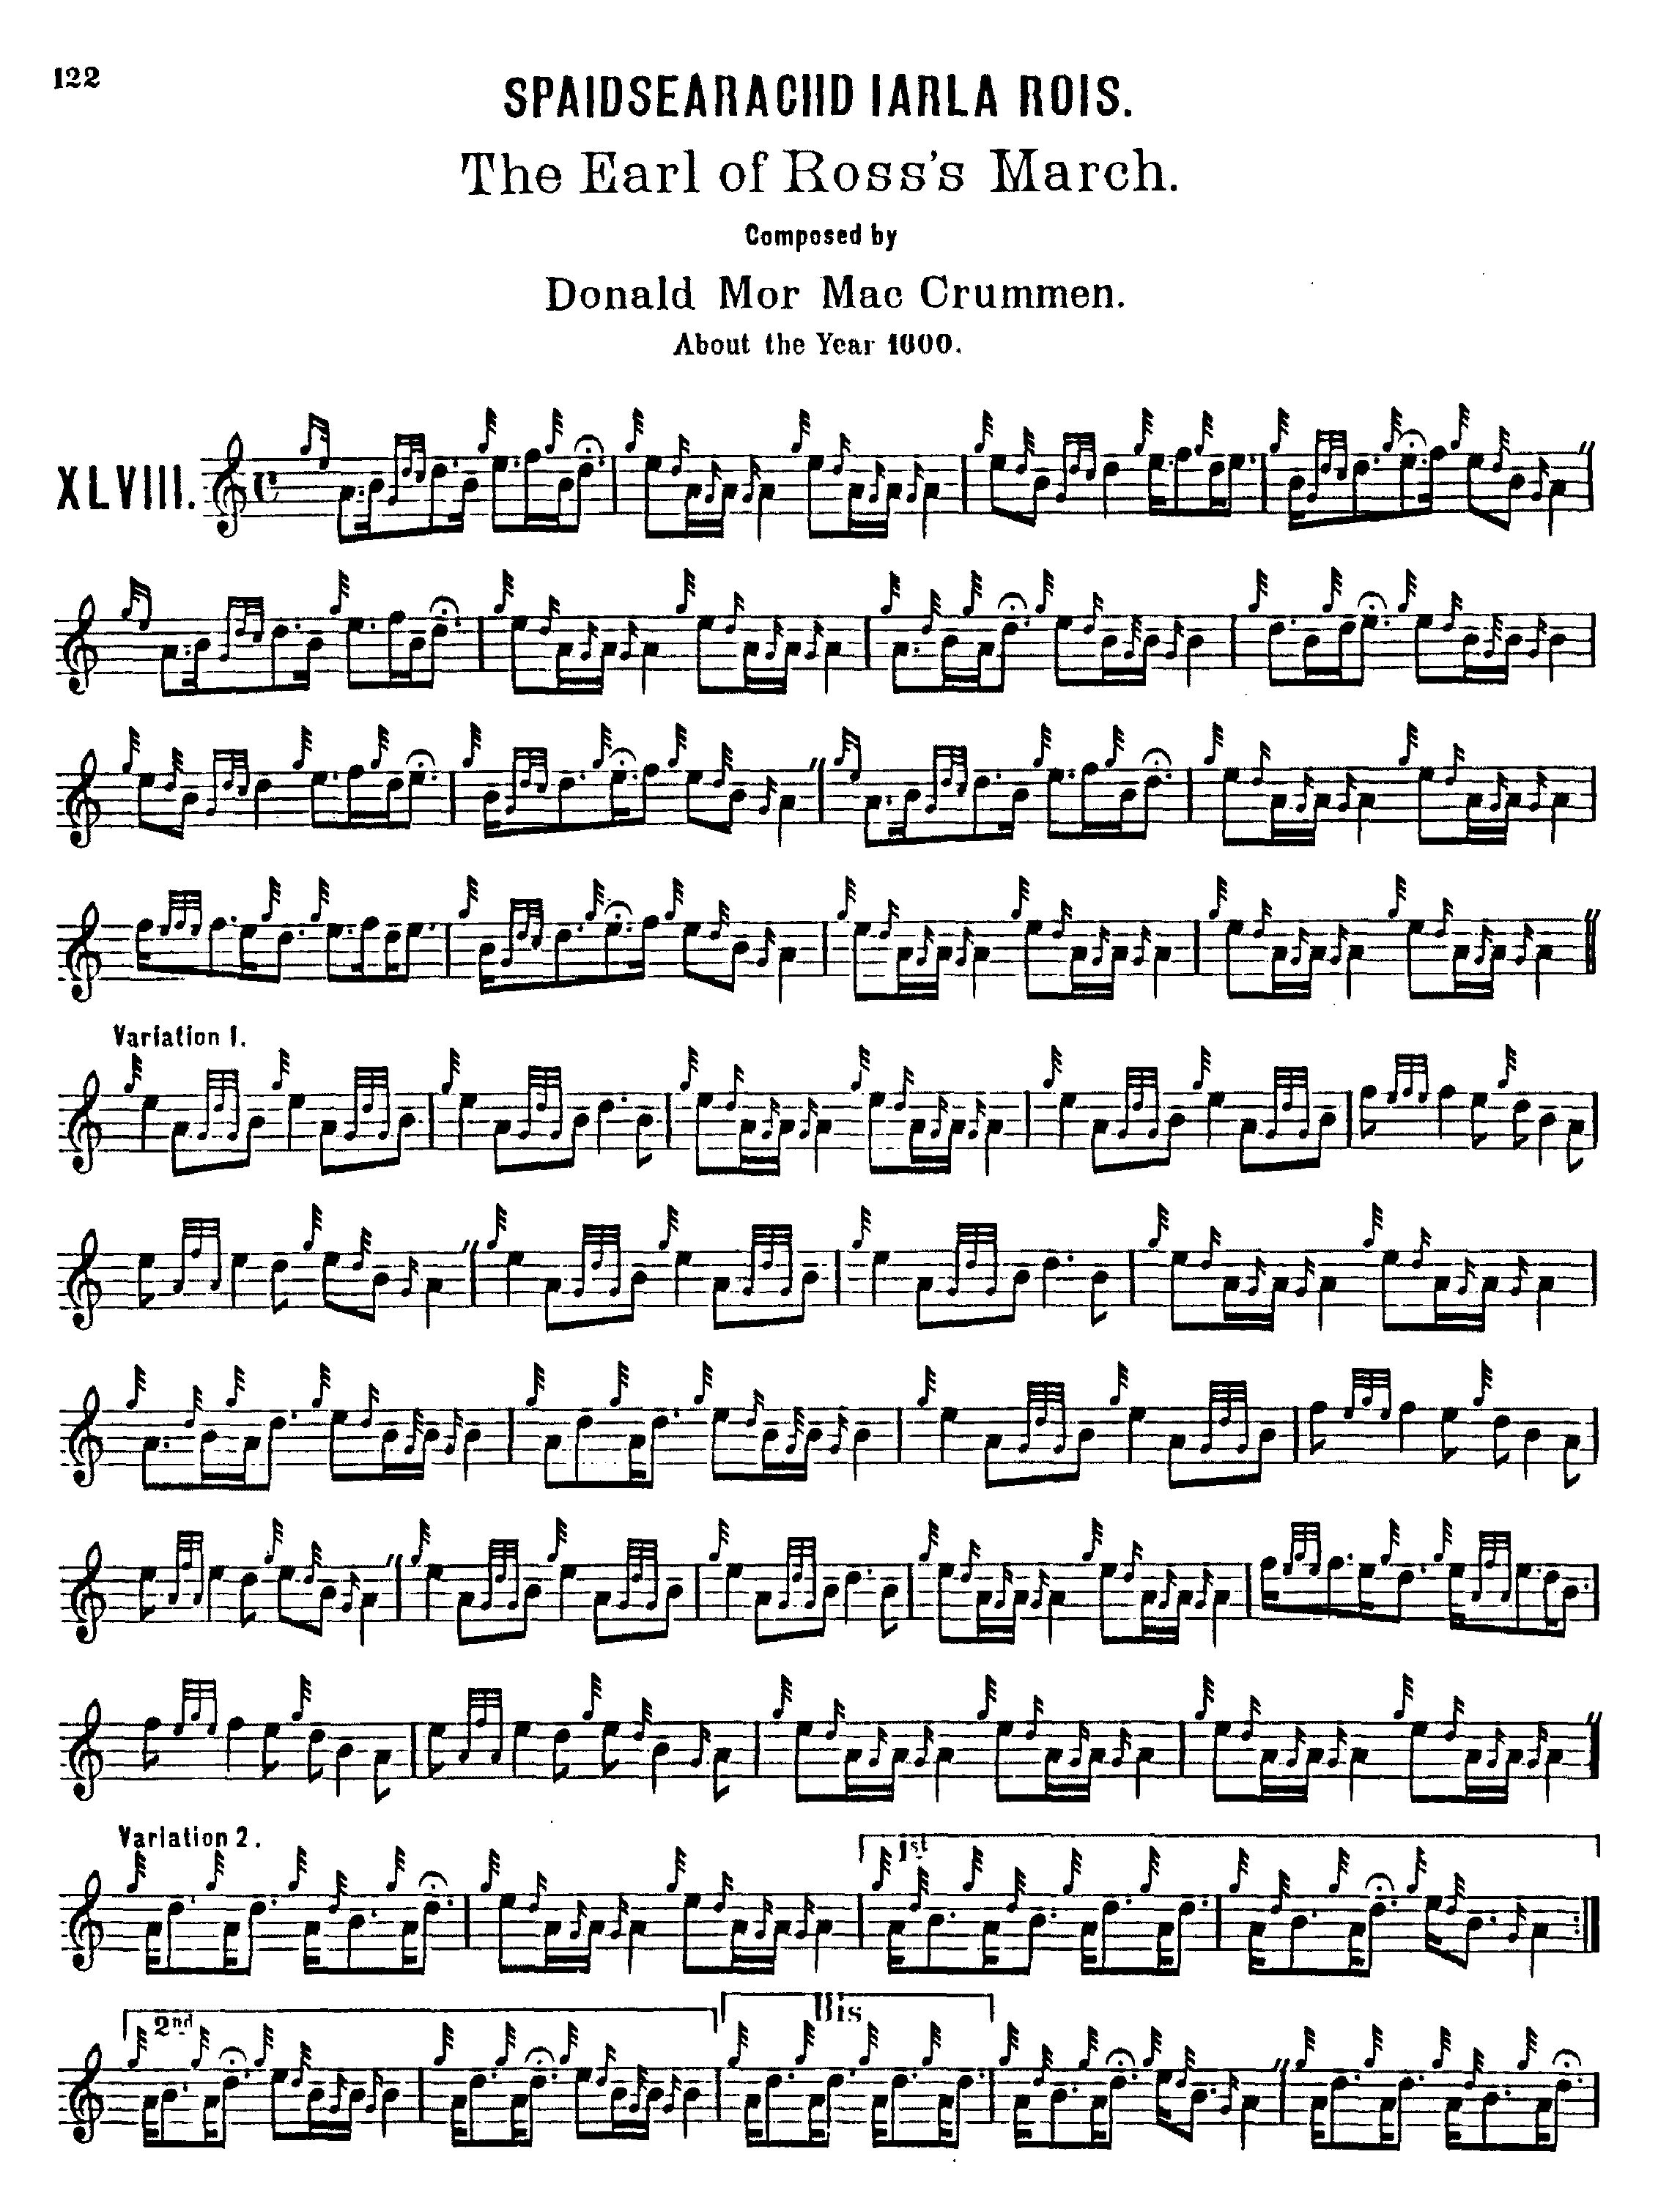 122
SPAIDSEARACHD IARLA ROIS.
The Earl of Ross's March.
Composed by
Donald Mor Mac Crummen.
About the Year 1600.
XLVIII.
Variation 1.
Variation 2.
1st
2nd
Bis